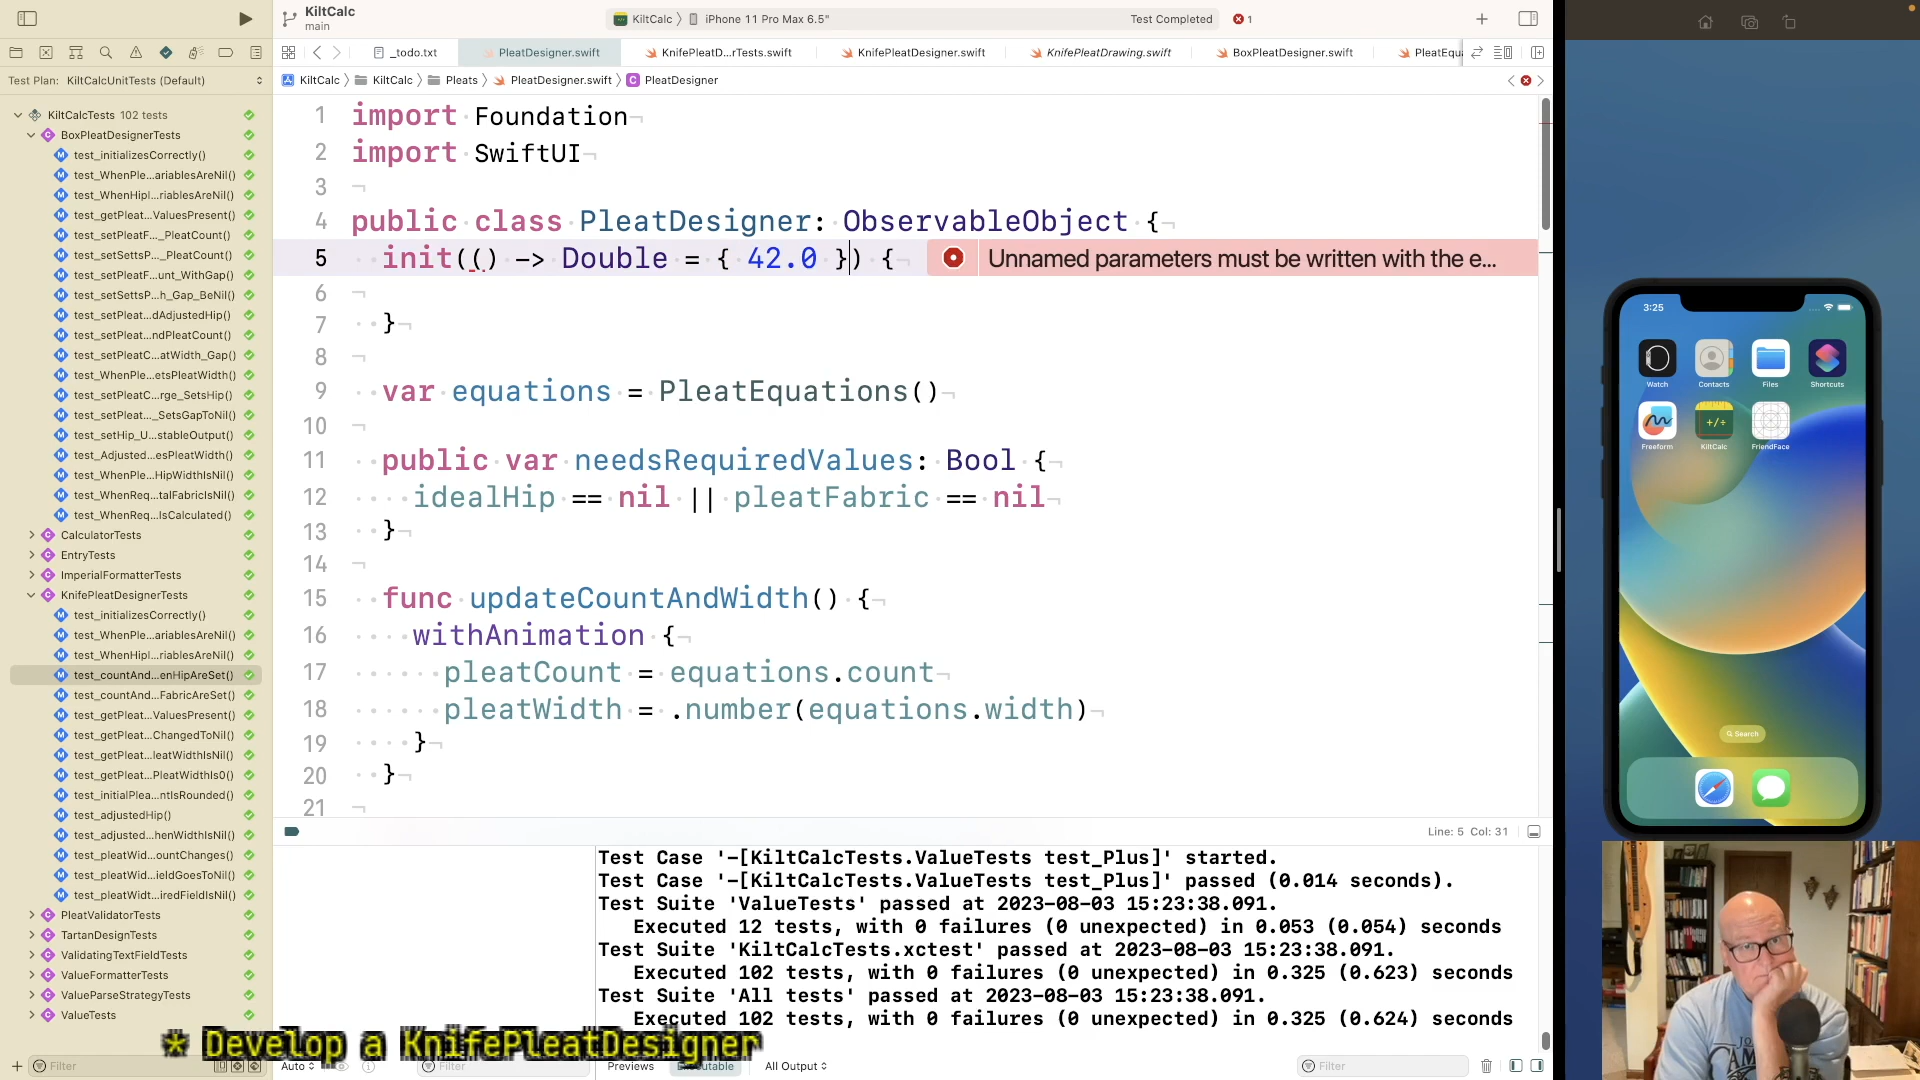 KiltCalc
main
KiltCalc
iPhone 11 Pro Max 6.5"
Test Completed
1
_todo.txt
PleatDesigner.swift
KnifePleatD...rTests.swift
KnifePleatDesigner.swift
KnifePleatDrawing.swift
BoxPleatDesigner.swift
PleatEqua
Test Plan: KiltCalcUnitTests (Default)
KiltCalc
KiltCalc
Pleats
PleatDesigner.swift
PleatDesigner
KiltCalcTests 102 tests
BoxPleatDesignerTests
test_initializesCorrectly()
test_WhenPle...ariablesAreNil()
test_WhenHipl...riablesAreNil()
test_getPleat...ValuesPresent()
test_setPleatF..._PleatCount()
test_setSettsP..._PleatCount()
test_setPleatF...unt_WithGap()
test_setSettsP...h_Gap_BeNil()
test_setPleat...dAdjustedHip()
test_setPleat...ndPleatCount()
test_setPleatC...atWidth_Gap()
test_WhenPle...etsPleatWidth()
test_setPleatC...rge_SetsHip()
test_setPleat..._SetsGapToNil()
test_setHip_U...stableOutput()
test_Adjusted...esPleatWidth()
test_WhenPle...HipWidthIsNil()
test_WhenReq...talFabricIsNil()
test_WhenReq...IsCalculated()
CalculatorTests
EntryTests
ImperialFormatterTests
KnifePleatDesignerTests
test_initializesCorrectly()
test_WhenPle...ariablesAreNil()
test_WhenHipl...riablesAreNil()
test_countAnd...enHipAreSet()
test_countAnd...FabricAreSet()
test_getPleat...ValuesPresent()
test_getPleat...ChangedToNil()
test_getPleat...leatWidthIsNil()
test_getPleat...PleatWidthIs0()
test_initialPlea...ntIsRounded()
test_adjustedHip()
test_adjusted...henWidthIsNil()
test_pleatWid...ountChanges()
test_pleatWid...ieldGoesToNil()
test_pleatWidt...iredFieldIsNil()
PleatValidatorTests
TartanDesignTests
ValidatingTextFieldTests
ValueFormatterTests
ValueParseStrategyTests
ValueTests
Filter
1 import Foundation
2 import SwiftUI
3
4 public class PleatDesigner: ObservableObject {
5 init(() -> Double = { 42.0 }) {
Unnamed parameters must be written with the e...
6
7 }
8
9 var equations = PleatEquations()
10
11 public var needsRequiredValues: Bool {
12 idealHip == nil || pleatFabric == nil
13 }
14
15 func updateCountAndWidth() {
16 withAnimation {
17 pleatCount = equations.count
18 pleatWidth = .number(equations.width)
19 }
20 }
21
Line: 5 Col: 31
Test Case '-[KiltCalcTests.ValueTests test_Plus]' started.
Test Case '-[KiltCalcTests.ValueTests test_Plus]' passed (0.014 seconds).
Test Suite 'ValueTests' passed at 2023-08-03 15:23:38.091.
Executed 12 tests, with 0 failures (0 unexpected) in 0.053 (0.054) seconds
Test Suite 'KiltCalcTests.xctest' passed at 2023-08-03 15:23:38.091.
Executed 102 tests, with 0 failures (0 unexpected) in 0.325 (0.623) seconds
Test Suite 'All tests' passed at 2023-08-03 15:23:38.091.
Executed 102 tests, with 0 failures (0 unexpected) in 0.325 (0.624) seconds
* Develop a KnifePleatDesigner
Auto
Filter
Previews
Executable
All Output
Filter
3:25
Watch
Contacts
Files
Shortcuts
Freeform
KiltCalc
FriendFace
Search